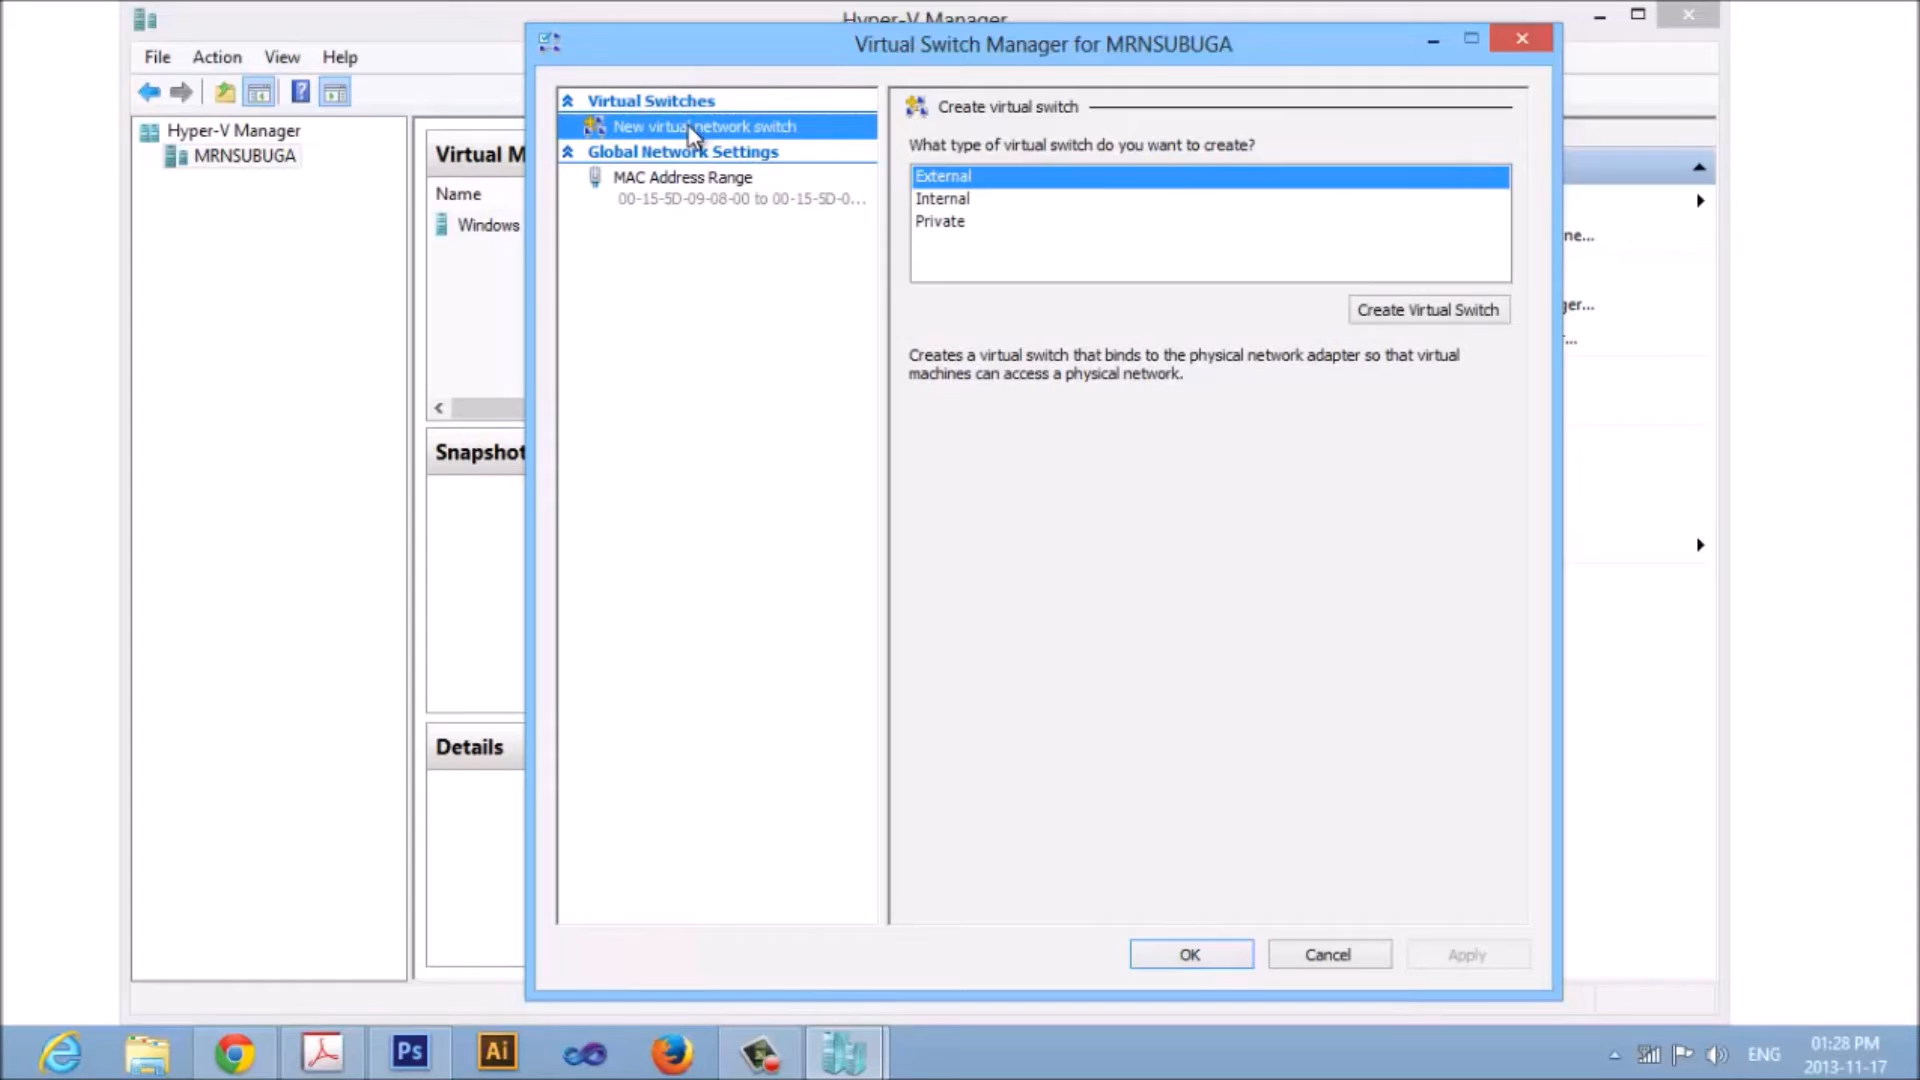 Hyper-V Manager
File Action View Help
Hyper-V Manager
MRNSUBUGA
Virtual M
Name
Windows
Snapshot
Details
ne...
ger...
...
Virtual Switch Manager for MRNSUBUGA
Virtual Switches
New virtual network switch
Global Network Settings
MAC Address Range
00-15-5D-09-08-00 to 00-15-5D-0...
Create virtual switch
What type of virtual switch do you want to create?
External
Internal
Private
Create Virtual Switch
Creates a virtual switch that binds to the physical network adapter so that virtual
machines can access a physical network.
OK Cancel Apply
Ps
Ai
ENG
01:28 PM
2013-11-17